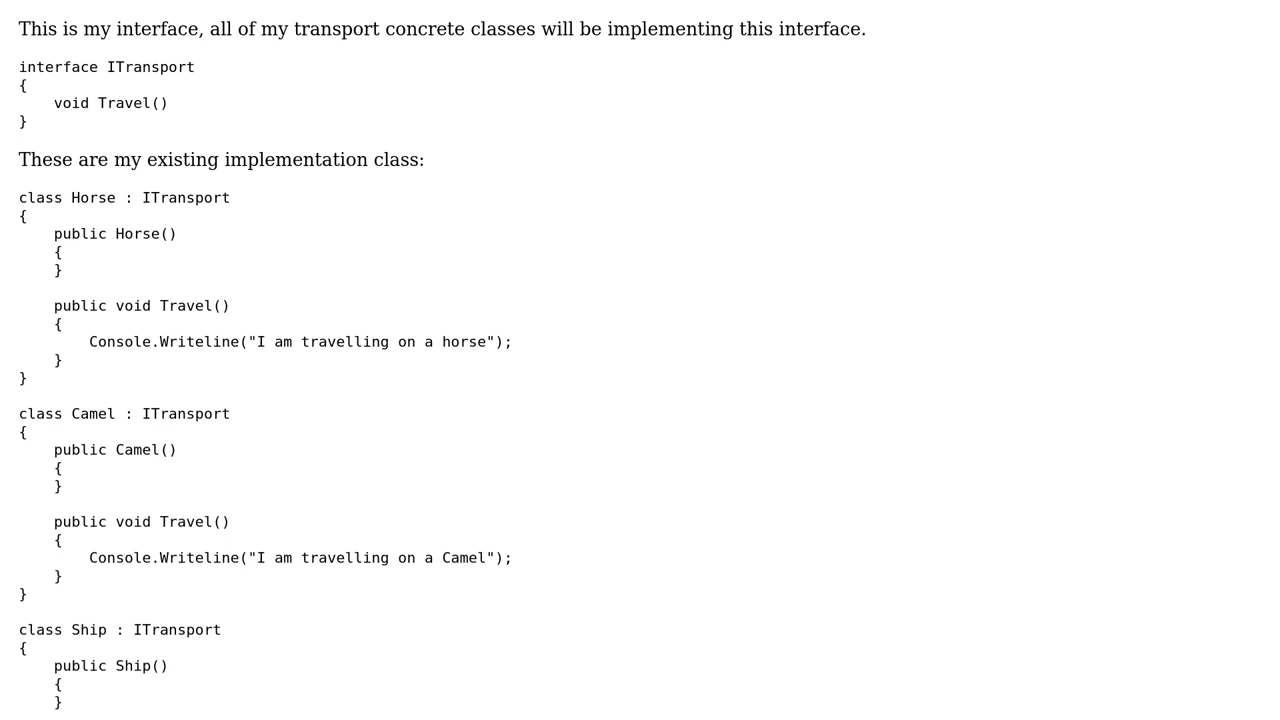 This is my interface, all of my transport concrete classes will be implementing this interface.
interface ITransport
{
    void Travel()
}
These are my existing implementation class:
class Horse : ITransport
{
    public Horse()
    {
    }

    public void Travel()
    {
        Console.Writeline("I am travelling on a horse");
    }
}

class Camel : ITransport
{
    public Camel()
    {
    }

    public void Travel()
    {
        Console.Writeline("I am travelling on a Camel");
    }
}

class Ship : ITransport
{
    public Ship()
    {
    }